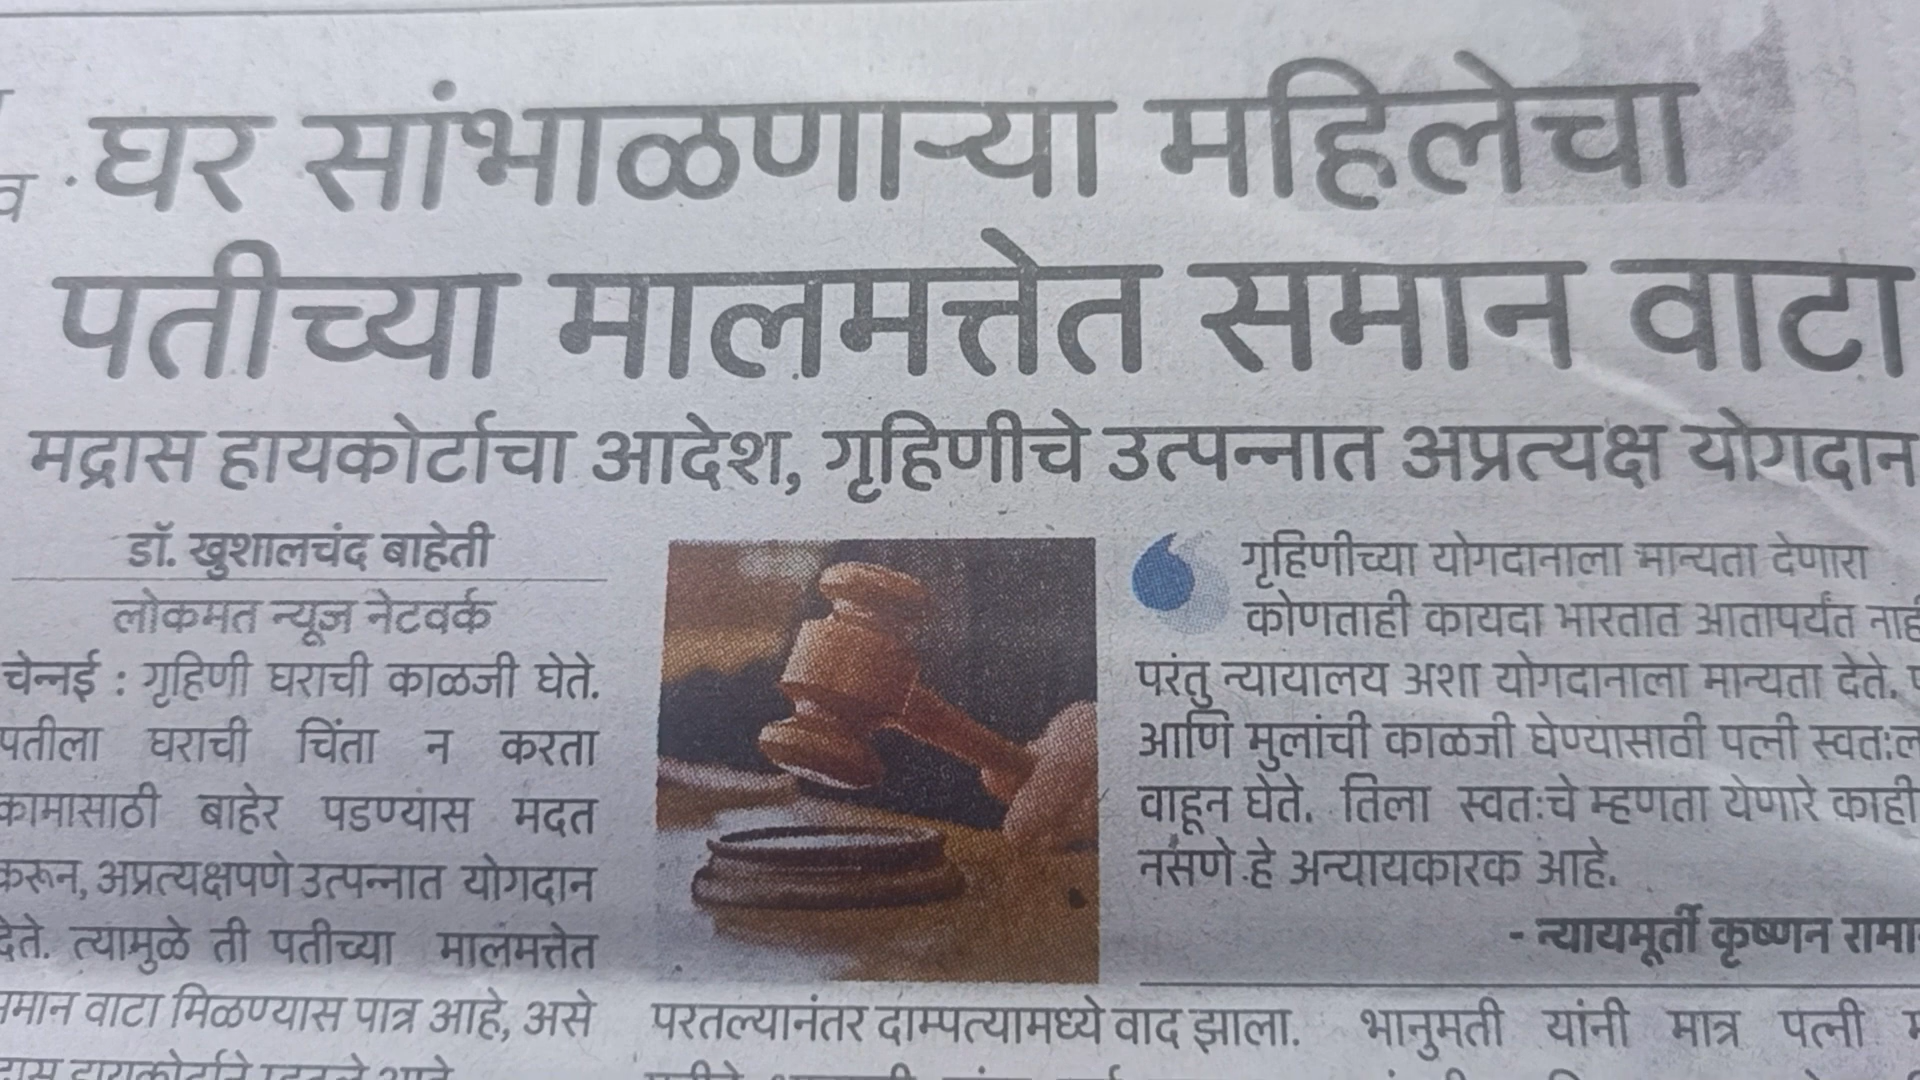 घर सांभाळणाऱ्या महिलेचा
पतीच्या मालमत्तेत समान वाटा
मद्रास हायकोर्टाचा आदेश, गृहिणीचे उत्पन्नात अप्रत्यक्ष योगदान
डॉ. खुशालचंद बाहेती
लोकमत न्यूज नेटवर्क
चेन्नई : गृहिणी घराची काळजी घेते.
पतीला घराची चिंता न करता
कामासाठी बाहेर पडण्यास मदत
करून, अप्रत्यक्षपणे उत्पन्नात योगदान
देते. त्यामुळे ती पतीच्या मालमत्तेत
समान वाटा मिळण्यास पात्र आहे, असे
गृहिणीच्या योगदानाला मान्यता देणारा
कोणताही कायदा भारतात आतापर्यंत
परंतु न्यायालय अशा योगदानाला मान्यता देते.
आणि मुलांची काळजी घेण्यासाठी पत्नी
वाहून घेते. तिला स्वत:चे म्हणता येणारे काही
नसणे हे अन्यायकारक आहे.
- न्यायमूर्ती कृष्णन
परतल्यानंतर दाम्पत्यामध्ये वाद झाला.
भानुमती यांनी मात्र पत्नी